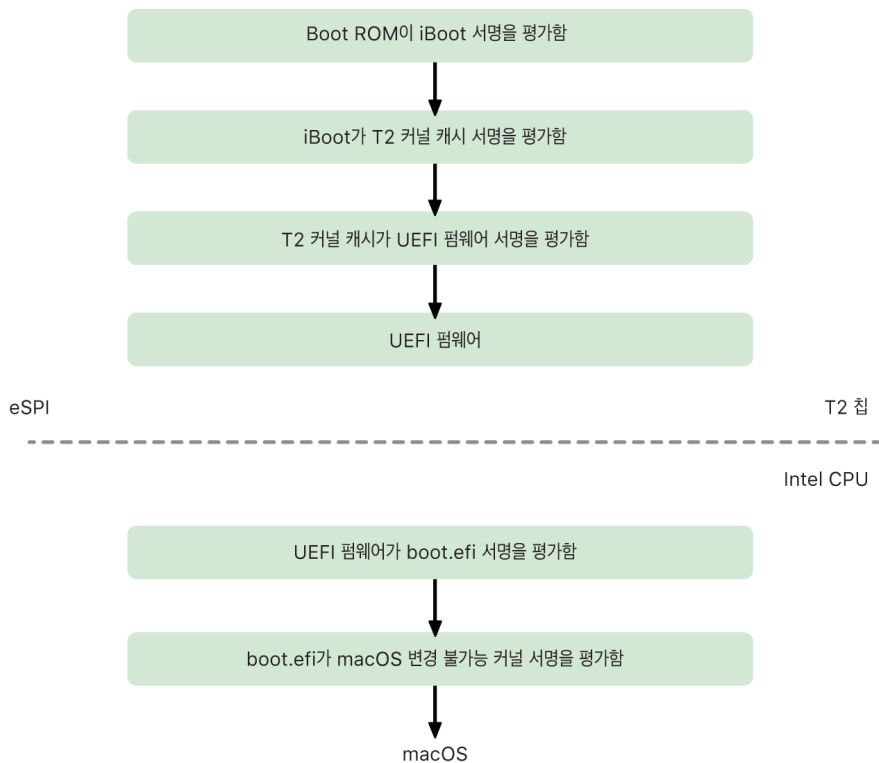 Boot ROM이 iBoot 서명을 평가함
iBoot가 T2 커널 캐시 서명을 평가함
T2 커널 캐시가 UEFI 펌웨어 서명을 평가함
UEFI 펌웨어
eSPI
T2 칩
Intel CPU
UEFI 펌웨어가 boot.efi 서명을 평가함
boot.efi가 macOS 변경 불가능 커널 서명을 평가함
macOS